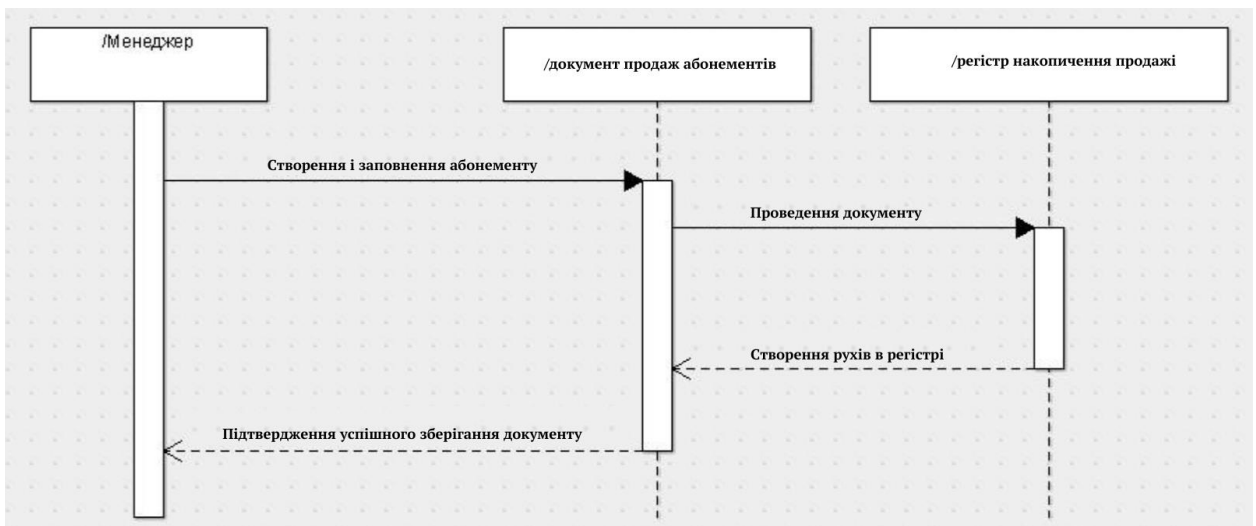 /Менеджер
/документ продаж абонементів
/регістр накопичення продажі
Створення і заповнення абонементу
Проведення документу
Створення рухів в регістрі
Підтвердження успішного зберігання документу